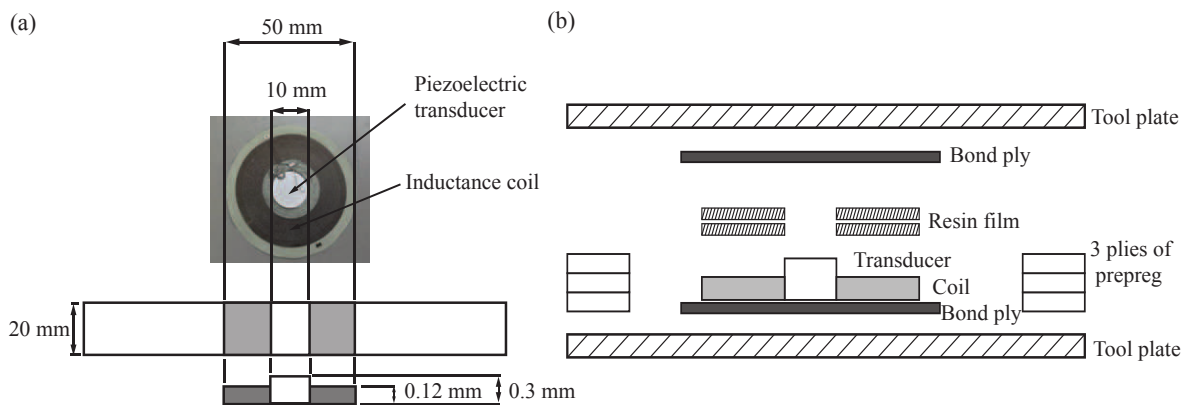 (a)
50 mm
10 mm
Piezoelectric
transducer
Inductance coil
20 mm
0.12 mm
0.3 mm
(b)
Tool plate
Bond ply
Resin film
3 plies of
prepreg
Transducer
Coil
Bond ply
Tool plate